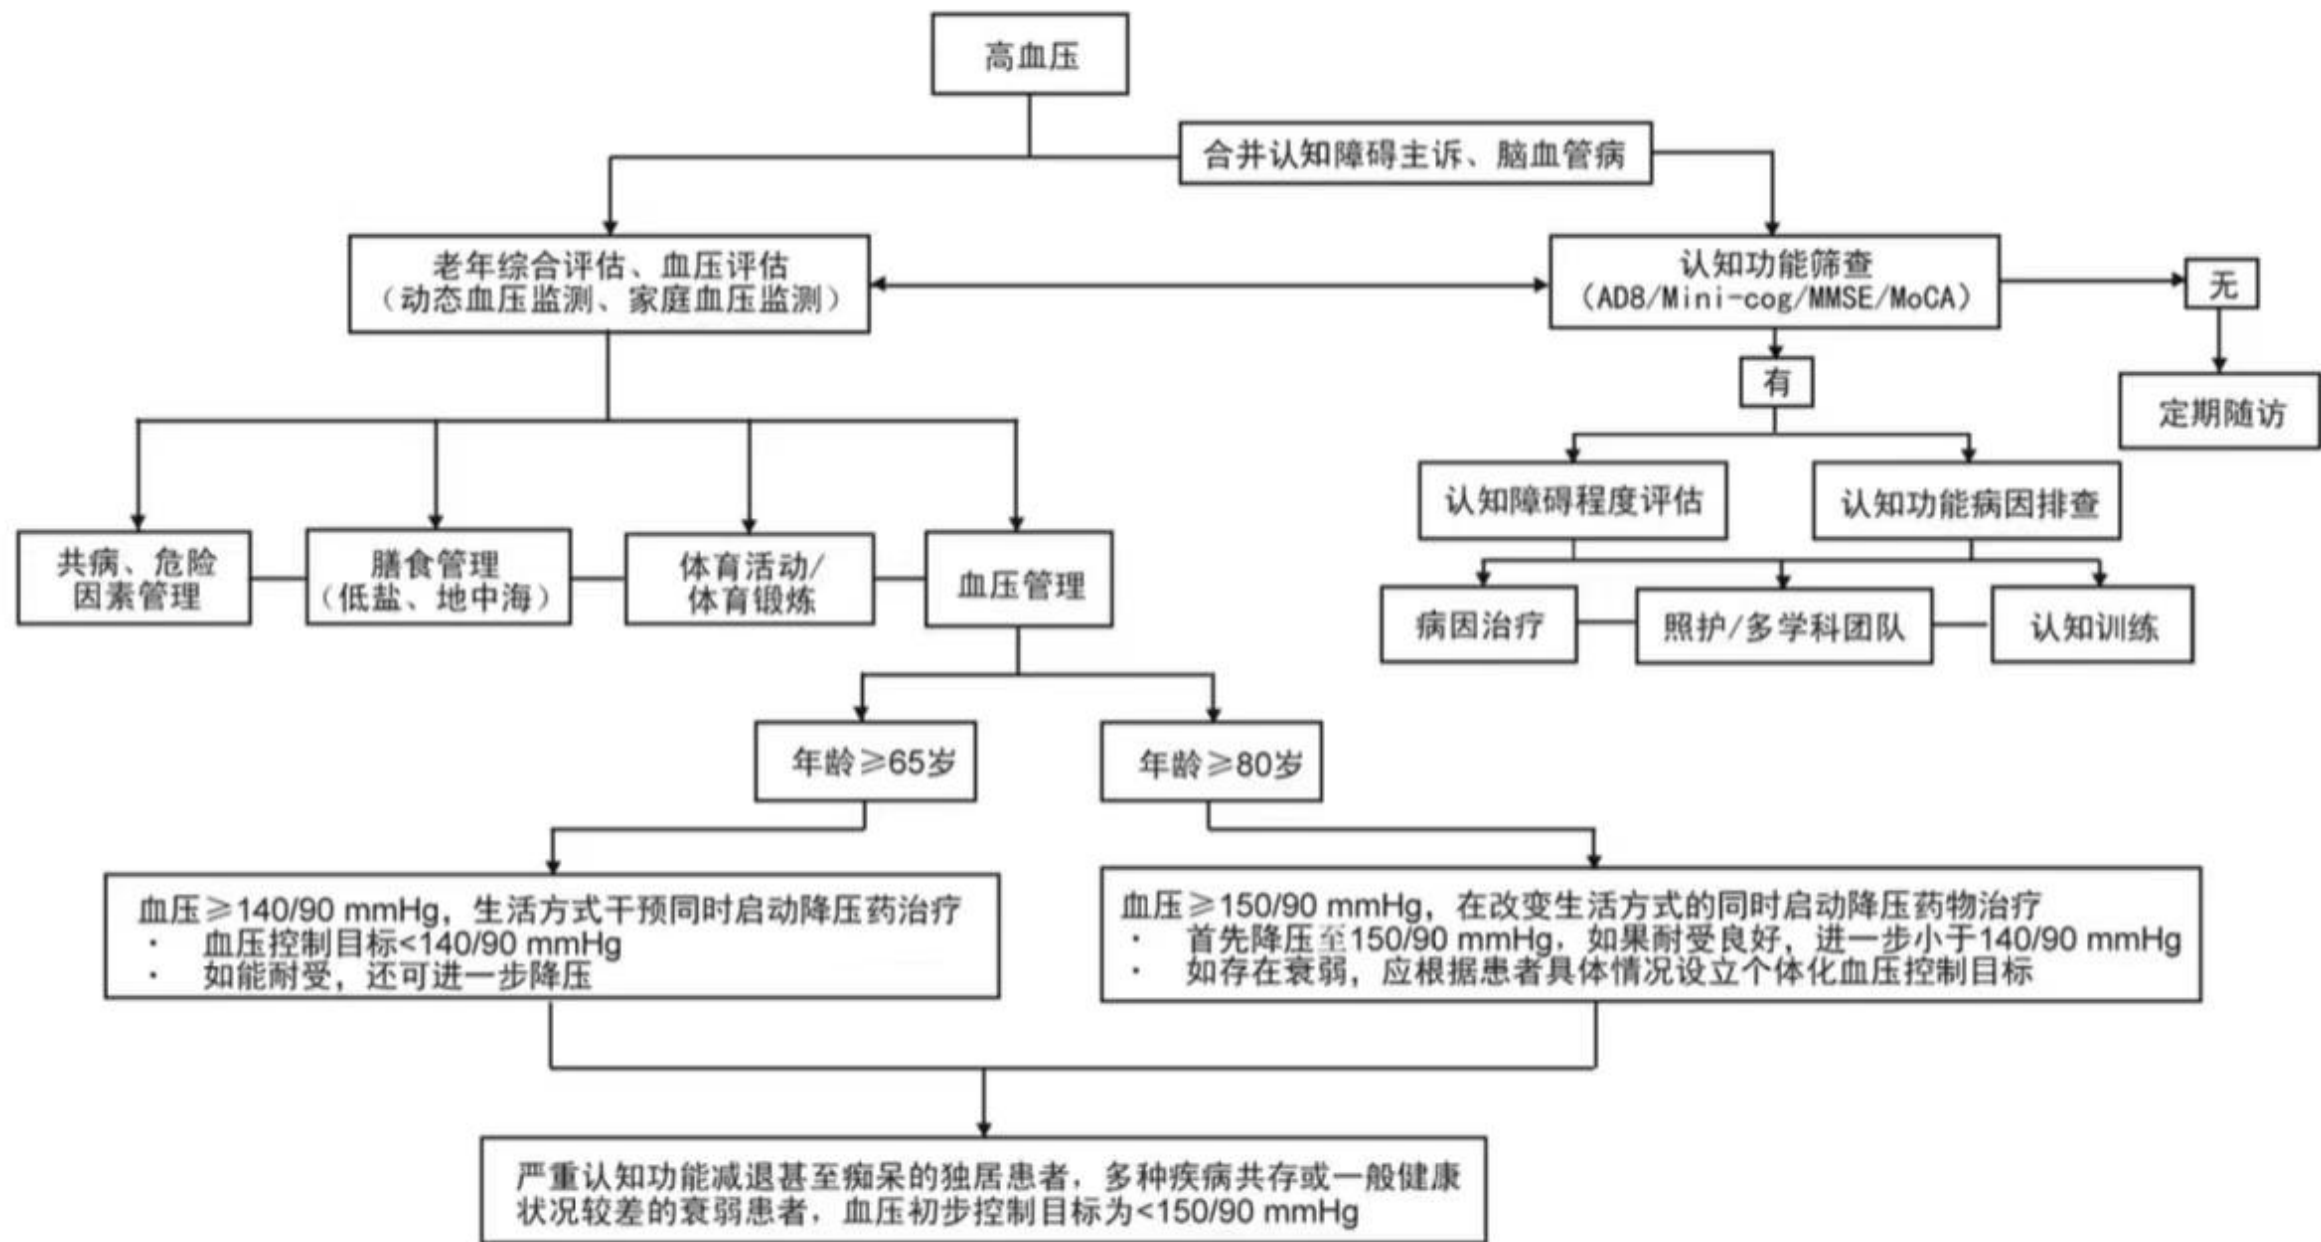 高血压
合并认知障碍主诉、脑血管病
老年综合评估、血压评估
（动态血压监测、家庭血压监测）
认知功能筛查
（AD8/Mini-cog/MMSE/MoCA）
无
有
定期随访
认知障碍程度评估
认知功能病因排查
共病、危险
因素管理
膳食管理
（低盐、地中海）
体育活动/
体育锻炼
血压管理
病因治疗
照护/多学科团队
认知训练
年龄≥65岁
年龄≥80岁
血压≥140/90 mmHg，生活方式干预同时启动降压药治疗
· 血压控制目标<140/90 mmHg
· 如能耐受，还可进一步降压
血压≥150/90 mmHg，在改变生活方式的同时启动降压药物治疗
· 首先降压至150/90 mmHg，如果耐受良好，进一步小于140/90 mmHg
· 如存在衰弱，应根据患者具体情况设立个体化血压控制目标
严重认知功能减退甚至痴呆的独居患者，多种疾病共存或一般健康
状况较差的衰弱患者，血压初步控制目标为<150/90 mmHg